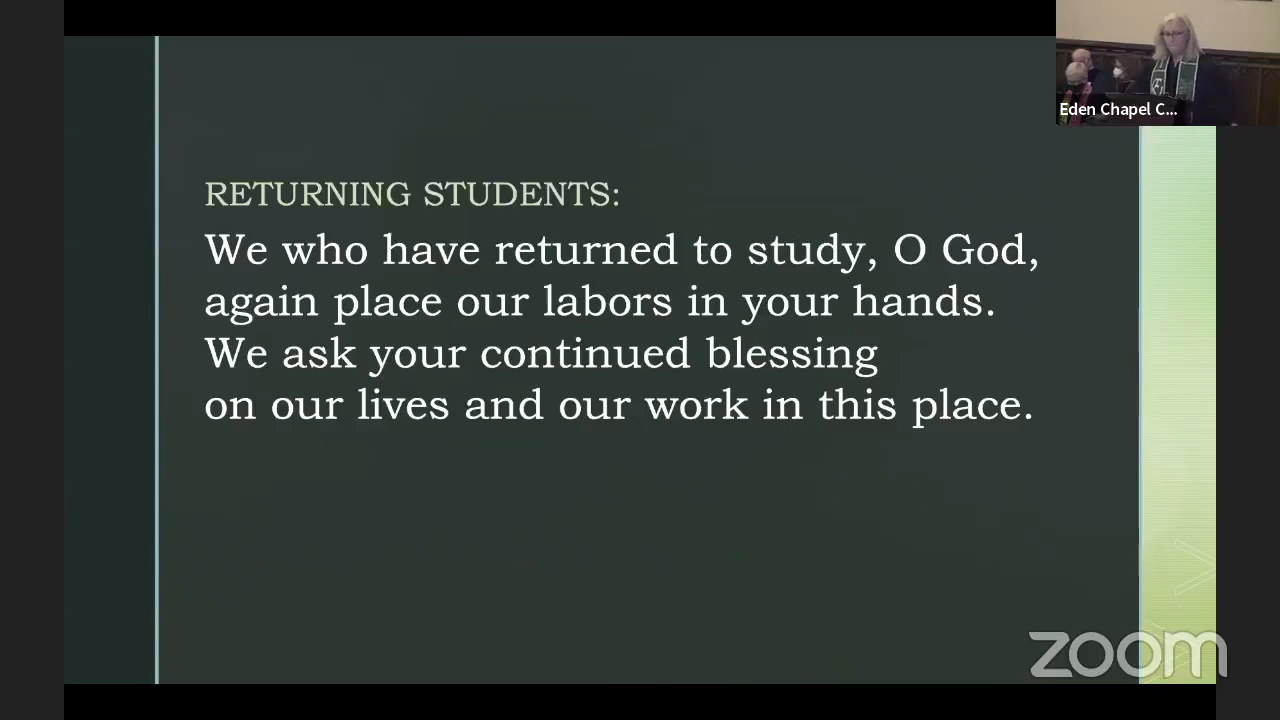 Eden Chapel C...
RETURNING STUDENTS:
We who have returned to study, O God,
again place our labors in your hands.
We ask your continued blessing
on our lives and our work in this place.
zoom